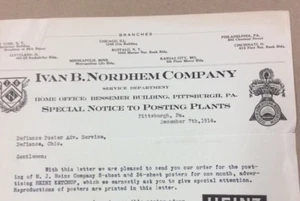 BRANCHES
CHICAGO, ILL.
BUFFALO, N. Y.
MINNEAPOLIS, MINN.
KANSAS CITY, MO.
PHILADELPHIA, PA.
CINCINNATI, O.
IVAN B. NORDHEM COMPANY
SERVICE DEPARTMENT
HOME OFFICE: BESSEMER BUILDING, PITTSBURGH, PA.
SPECIAL NOTICE TO POSTING PLANTS
Pittsburgh, Pa.
December 7th, 1914.
Defiance Poster Adv. Service,
Defiance, Ohio.
Gentlemen:
With this letter we are pleased to send you our order for the post-
ing of H. J. Heinz Company 8-sheet and 24-sheet posters for one month, adver-
tising HEINZ KETCHUP, which we earnestly ask you to give special attention.
Reproductions of posters are printed in this letter.
HEINZ